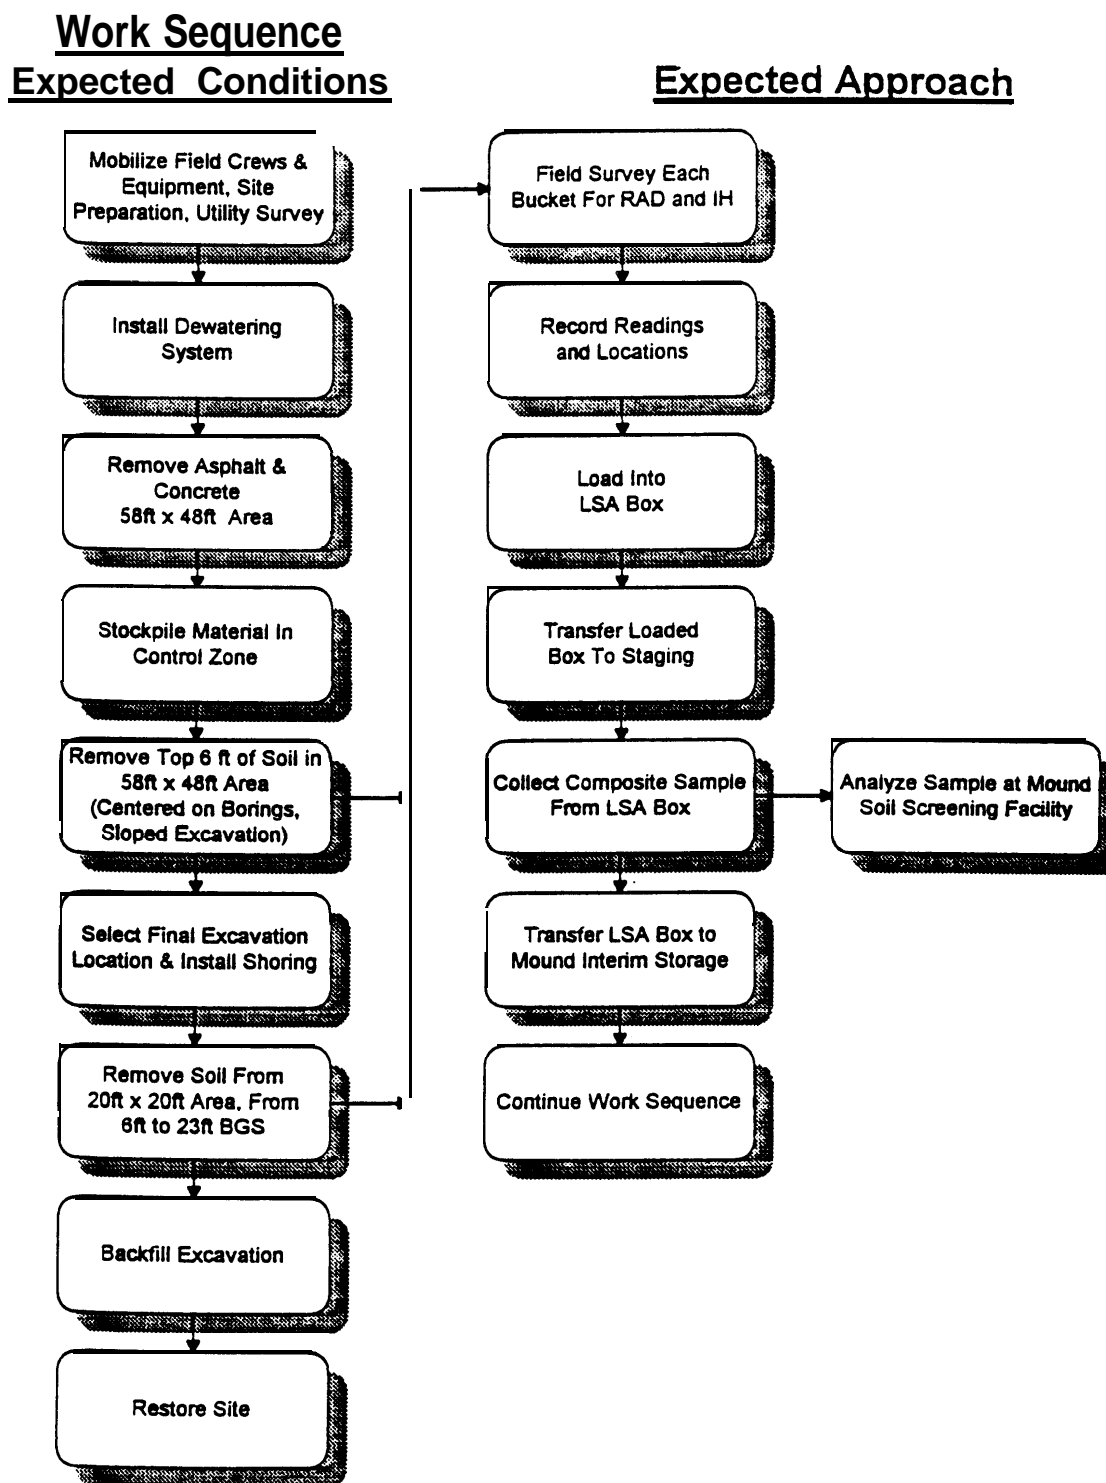 Work Sequence
Expected Conditions
Mobilize Field Crews &
Equipment, Site
Preparation, Utility Survey
Install Dewatering
System
Remove Asphalt &
Concrete
58ft x 48ft Area
Stockpile Material In
Control Zone
Remove Top 6 ft of Soil in
58ft x 48ft Area
(Centered on Borings,
Sloped Excavation)
Select Final Excavation
Location & Install Shoring
Remove Soil From
20ft x 20ft Area, From
6ft to 23ft BGS
Backfill Excavation
Restore Site
Expected Approach
Field Survey Each
Bucket For RAD and IH
Record Readings
and Locations
Load Into
LSA Box
Transfer Loaded
Box To Staging
Collect Composite Sample
From LSA Box
Analyze Sample at Mound
Soil Screening Facility
Transfer LSA Box to
Mound Interim Storage
Continue Work Sequence